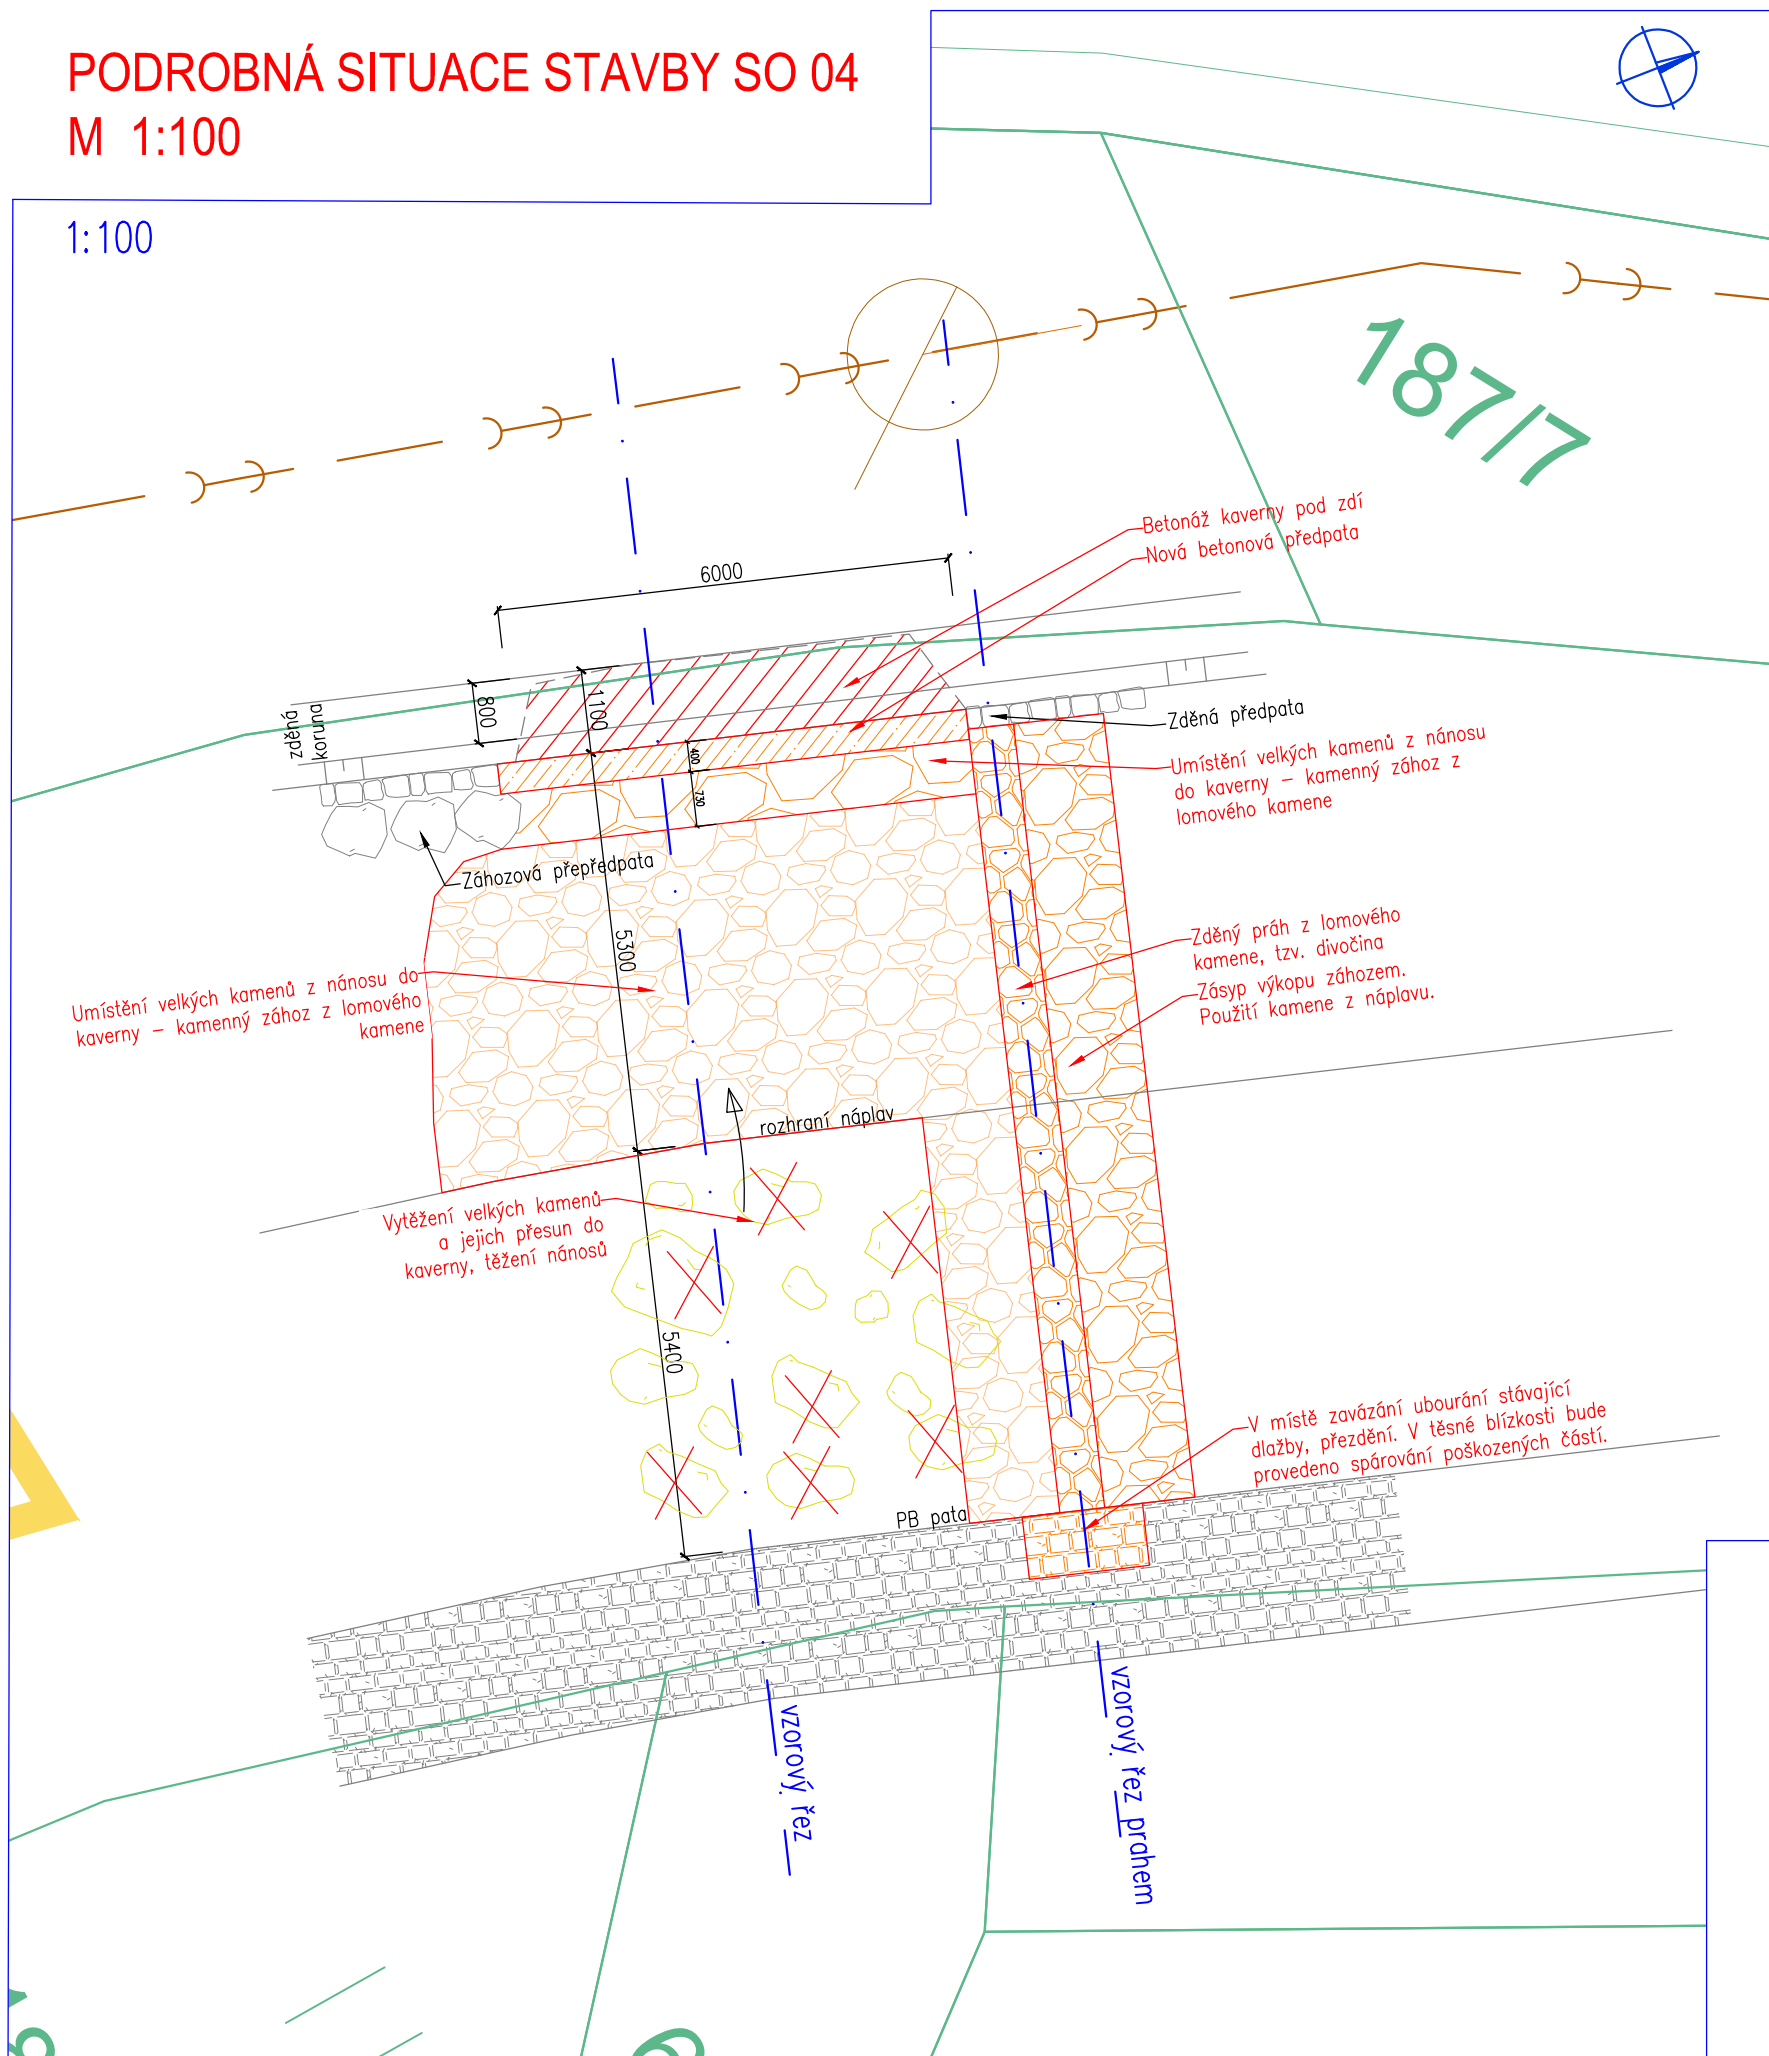 PODROBNÁ SITUACE STAVBY SO 04
M 1:100
1:100
187/7
Betonáž kaverny pod zdí
Nová betonová předpata
6000
800
1100
zděná
koruna
400
730
Zděná předpata
Umístění velkých kamenů z nánosu
do kaverny – kamenný zához z
lomového kamene
Záhozová přepředpata
5300
Zděný práh z lomového
kamene, tzv. divočina
Zásyp výkopu záhozem.
Použití kamene z náplavu.
Umístění velkých kamenů z nánosu do
kaverny – kamenný zához z lomového
kamene
rozhraní náplav
Vytěžení velkých kamenů
a jejich přesun do
kaverny, těžení nánosů
5400
V místě zavázání ubourání stávající
dlažby, přezdění. V těsné blízkosti bude
provedeno spárování poškozených částí.
PB pata
vzorový řez
vzorový řez prahem